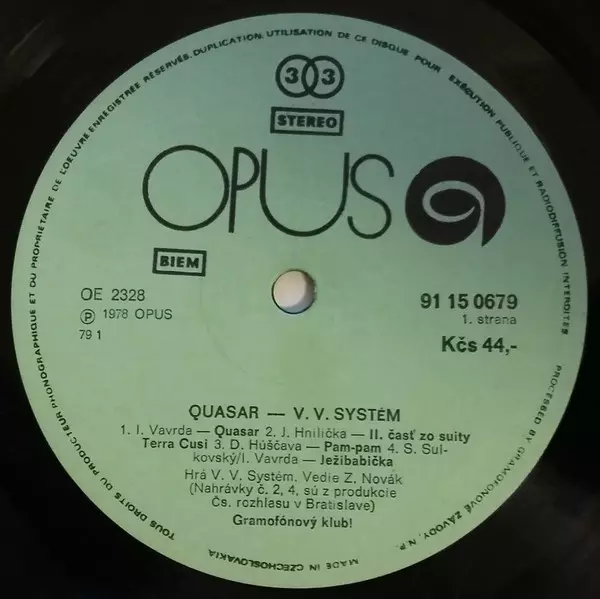 TOUS DROITS DU PRODUCTEUR PHONOGRAPHIQUE ET DU PROPRIETAIRE DE L'OEUVRE ENREGISTRÉE RÉSERVÉS. DUPLICATION, UTILISATION DE CE DISQUE POUR EXÉCUTION PUBLIQUE ET RADIODIFFUSION INTERDITES
PROCESSED BY GRAMOFONOVÉ ZÁVODY, N.P.
MADE IN CZECHOSLOVAKIA
33
STEREO
OPUS
BIEM
OE 2328
℗ 1978 OPUS
79 1
91 15 0679
1. strana
Kčs 44,-
QUASAR — V. V. SYSTÉM
1. I. Vavrda — Quasar 2. J. Hnilička — II. časť zo suity
Terra Cusi 3. D. Húščava — Pam-pam 4. S. Sul-
kovský/I. Vavrda — Ježibabička
Hrá V. V. Systém. Vedie Z. Novák
(Nahrávky č. 2, 4, sú z produkcie
Čs. rozhlasu v Bratislave)
Gramofónový klub!